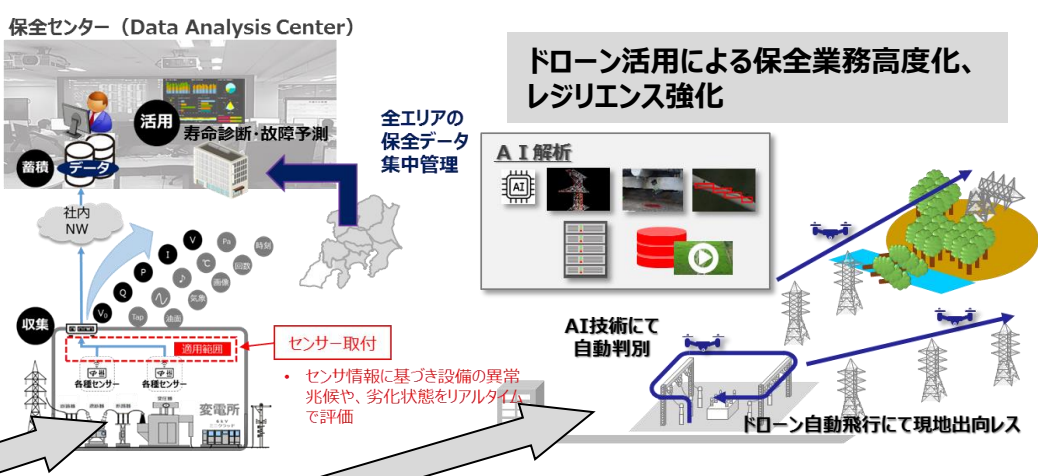 保全センター（Data Analysis Center）
ドローン活用による保全業務高度化、
レジリエンス強化
活用
寿命診断・故障予測
蓄積
データ
全エリアの
保全データ
集中管理
ＡＩ解析
AI
社内
NW
V
Pa
時刻
I
℃
回数
P
♪
画像
Q
気象
V₀
Tap
油面
収集
適用範囲
センサー取付
各種センサー
各種センサー
変電所
• センサ情報に基づき設備の異常
兆候や、劣化状態をリアルタイム
で評価
AI技術にて
自動判別
ドローン自動飛行にて現地出向レス